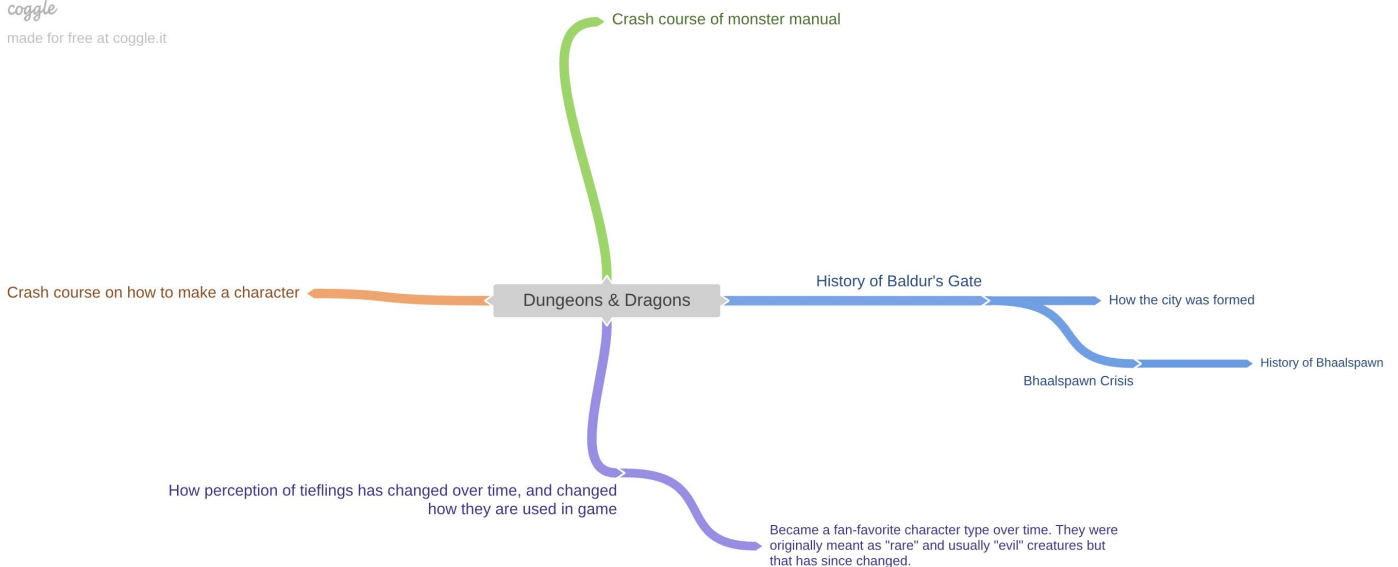 coggle
made for free at coggle.it
Crash course of monster manual
Crash course on how to make a character
Dungeons & Dragons
History of Baldur's Gate
How the city was formed
Bhaalspawn Crisis
History of Bhaalspawn
How perception of tieflings has changed over time, and changed
how they are used in game
Became a fan-favorite character type over time. They were
originally meant as "rare" and usually "evil" creatures but
that has since changed.